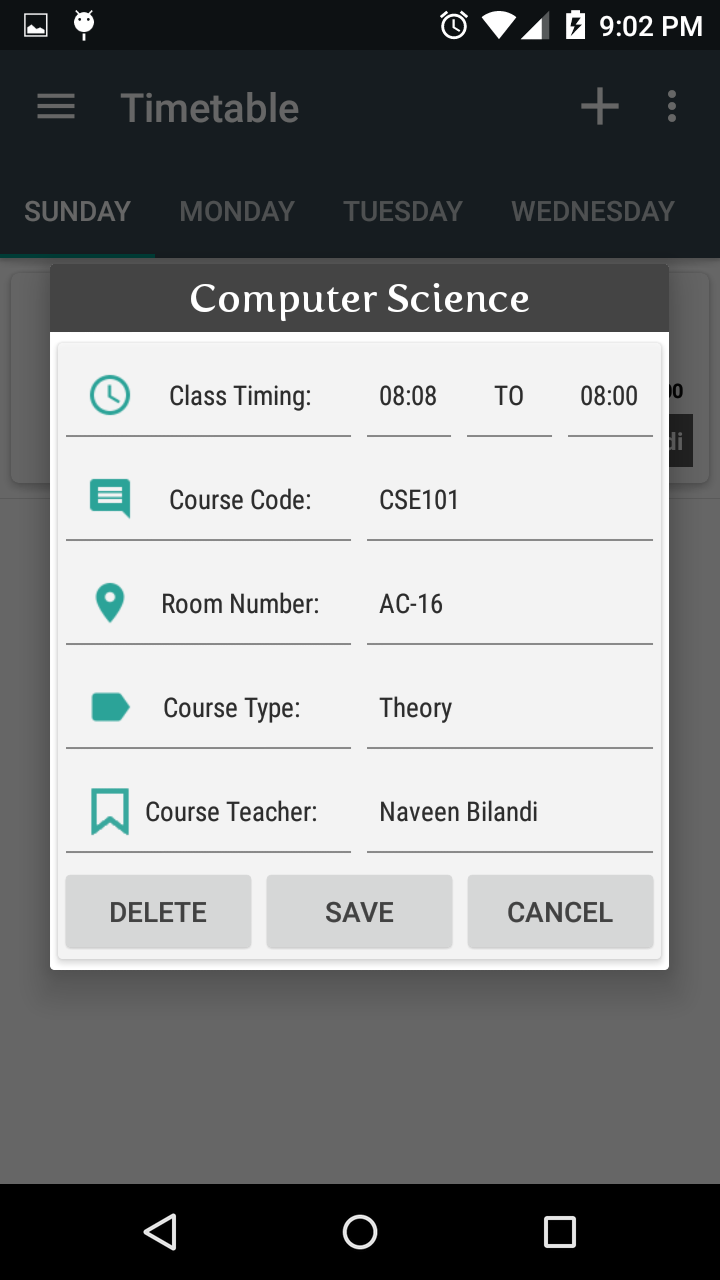 9:02 PM
Timetable
SUNDAY MONDAY TUESDAY WEDNESDAY
Computer Science
Class Timing: 08:08 TO 08:00
Course Code: CSE101
Room Number: AC-16
Course Type: Theory
Course Teacher: Naveen Bilandi
DELETE SAVE CANCEL